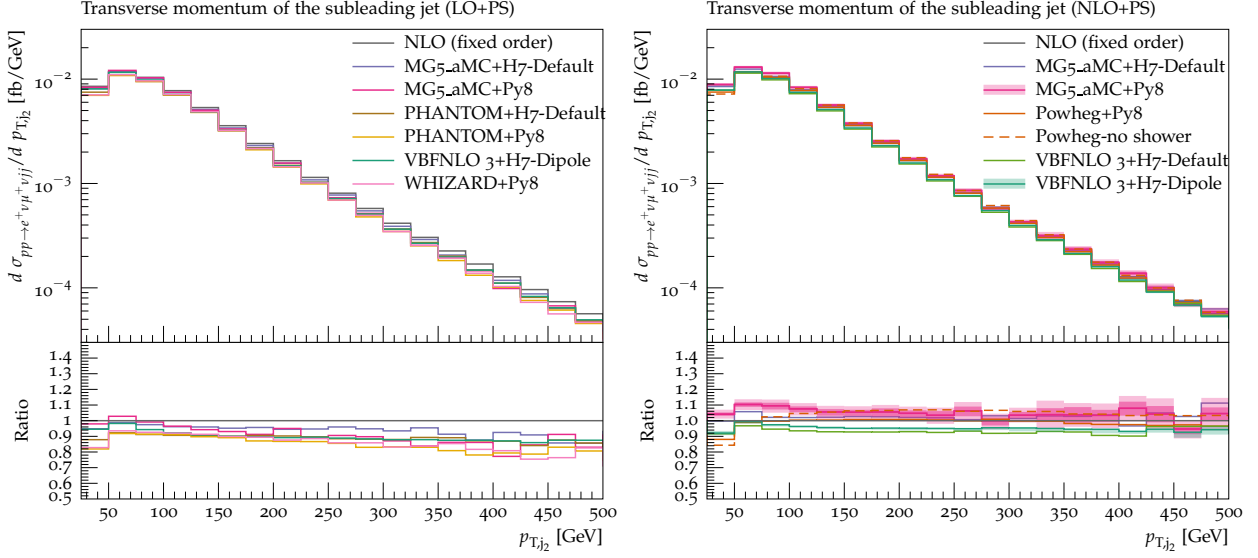 Transverse momentum of the subleading jet (LO+PS)
d σ_{pp→e⁺νμ⁺νjj}/d p_{T,j₂} [fb/GeV]
10⁻²
10⁻³
10⁻⁴
NLO (fixed order)
MG5_aMC+H7-Default
MG5_aMC+Py8
PHANTOM+H7-Default
PHANTOM+Py8
VBFNLO 3+H7-Dipole
WHIZARD+Py8
Ratio
1.4
1.3
1.2
1.1
1.0
0.9
0.8
0.7
0.6
0.5
50 100 150 200 250 300 350 400 450 500
p_{T,j₂} [GeV]
Transverse momentum of the subleading jet (NLO+PS)
d σ_{pp→e⁺νμ⁺νjj}/d p_{T,j₂} [fb/GeV]
10⁻²
10⁻³
10⁻⁴
NLO (fixed order)
MG5_aMC+H7-Default
MG5_aMC+Py8
Powheg+Py8
Powheg-no shower
VBFNLO 3+H7-Default
VBFNLO 3+H7-Dipole
Ratio
1.4
1.3
1.2
1.1
1.0
0.9
0.8
0.7
0.6
0.5
50 100 150 200 250 300 350 400 450 500
p_{T,j₂} [GeV]